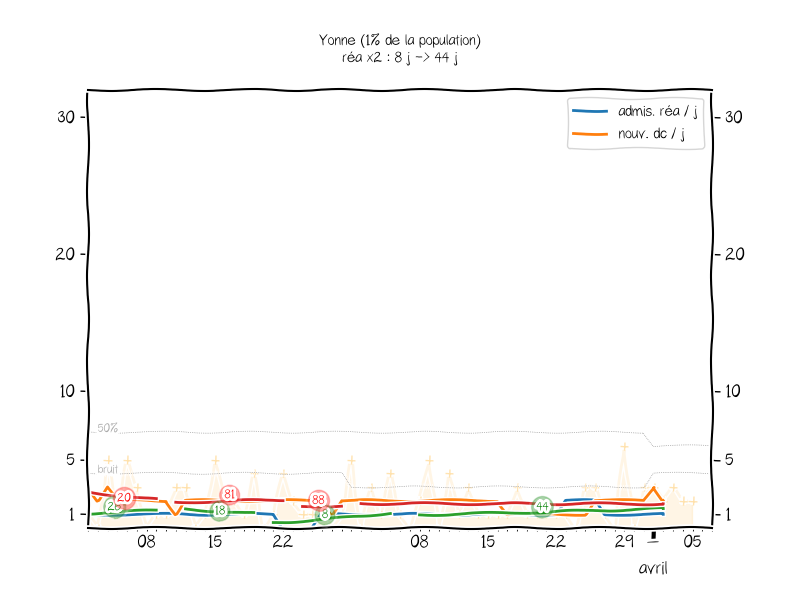 Yonne (1% de la population)
réa x2 : 8 j -> 44 j
admis. réa / j
nouv. dc / j
30 30
20 20
10 10
50%
5 5
bruit
20 81 88
18 8 44
1 1
08 15 22 08 15 22 29 05
avril